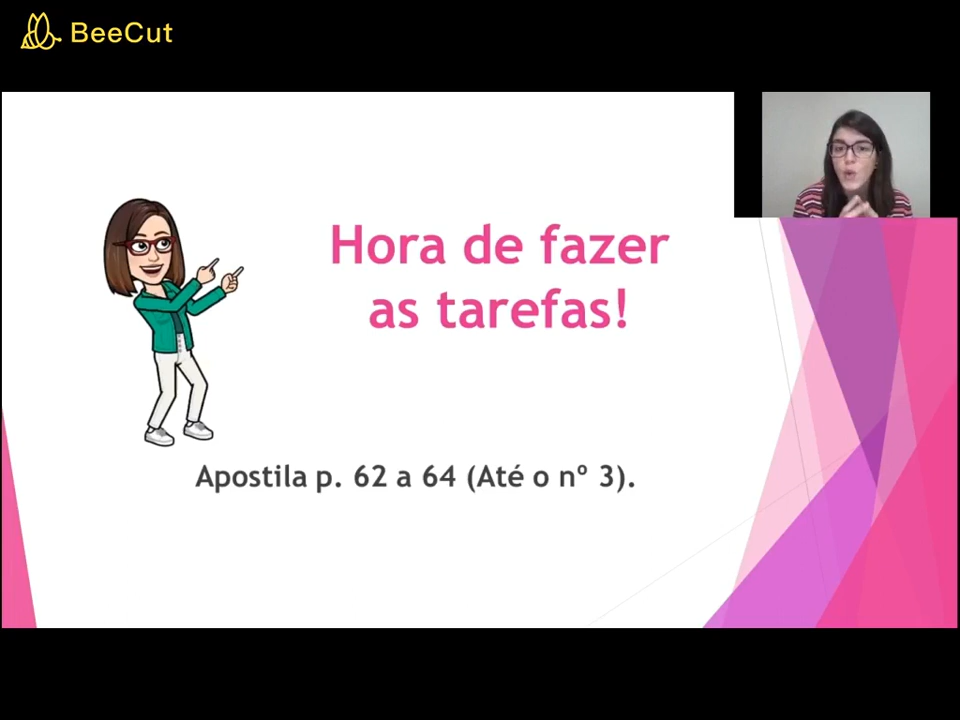 BeeCut
Hora de fazer
as tarefas!
Apostila p. 62 a 64 (Até o nº 3).